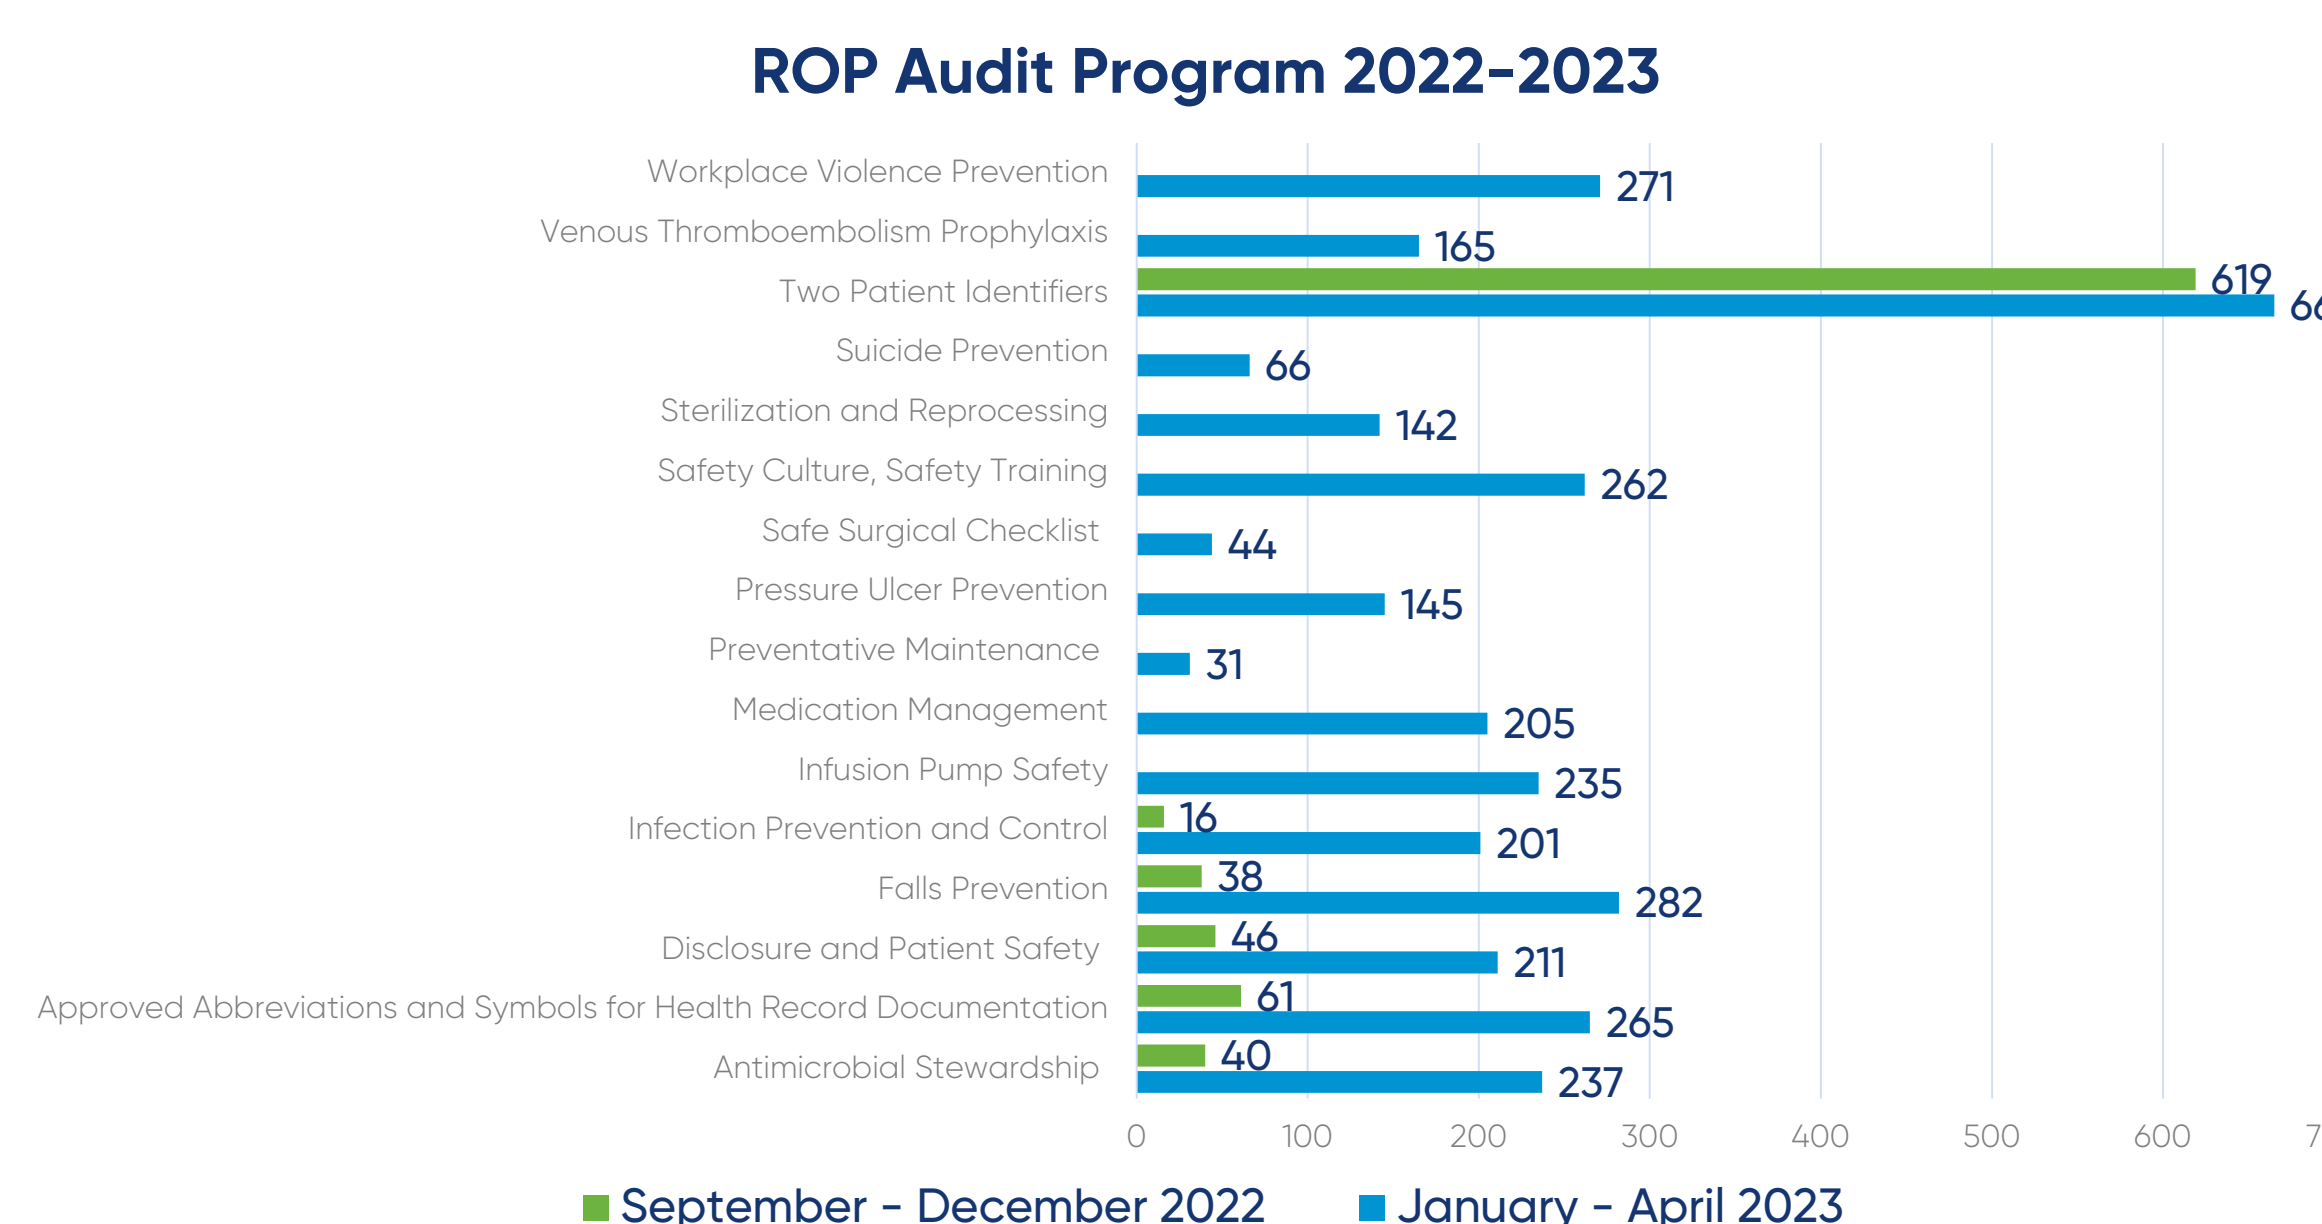 ROP Audit Program 2022-2023
Workplace Violence Prevention 271
Venous Thromboembolism Prophylaxis 165
619
Two Patient Identifiers
Suicide Prevention 66
Sterilization and Reprocessing 142
Safety Culture, Safety Training 262
Safe Surgical Checklist 44
Pressure Ulcer Prevention 145
Preventative Maintenance 31
Medication Management 205
Infusion Pump Safety 235
16
Infection Prevention and Control 201
38
Falls Prevention 282
46
Disclosure and Patient Safety 211
61
Approved Abbreviations and Symbols for Health Record Documentation 265
40
Antimicrobial Stewardship 237
0 100 200 300 400 500 600
September - December 2022 January - April 2023